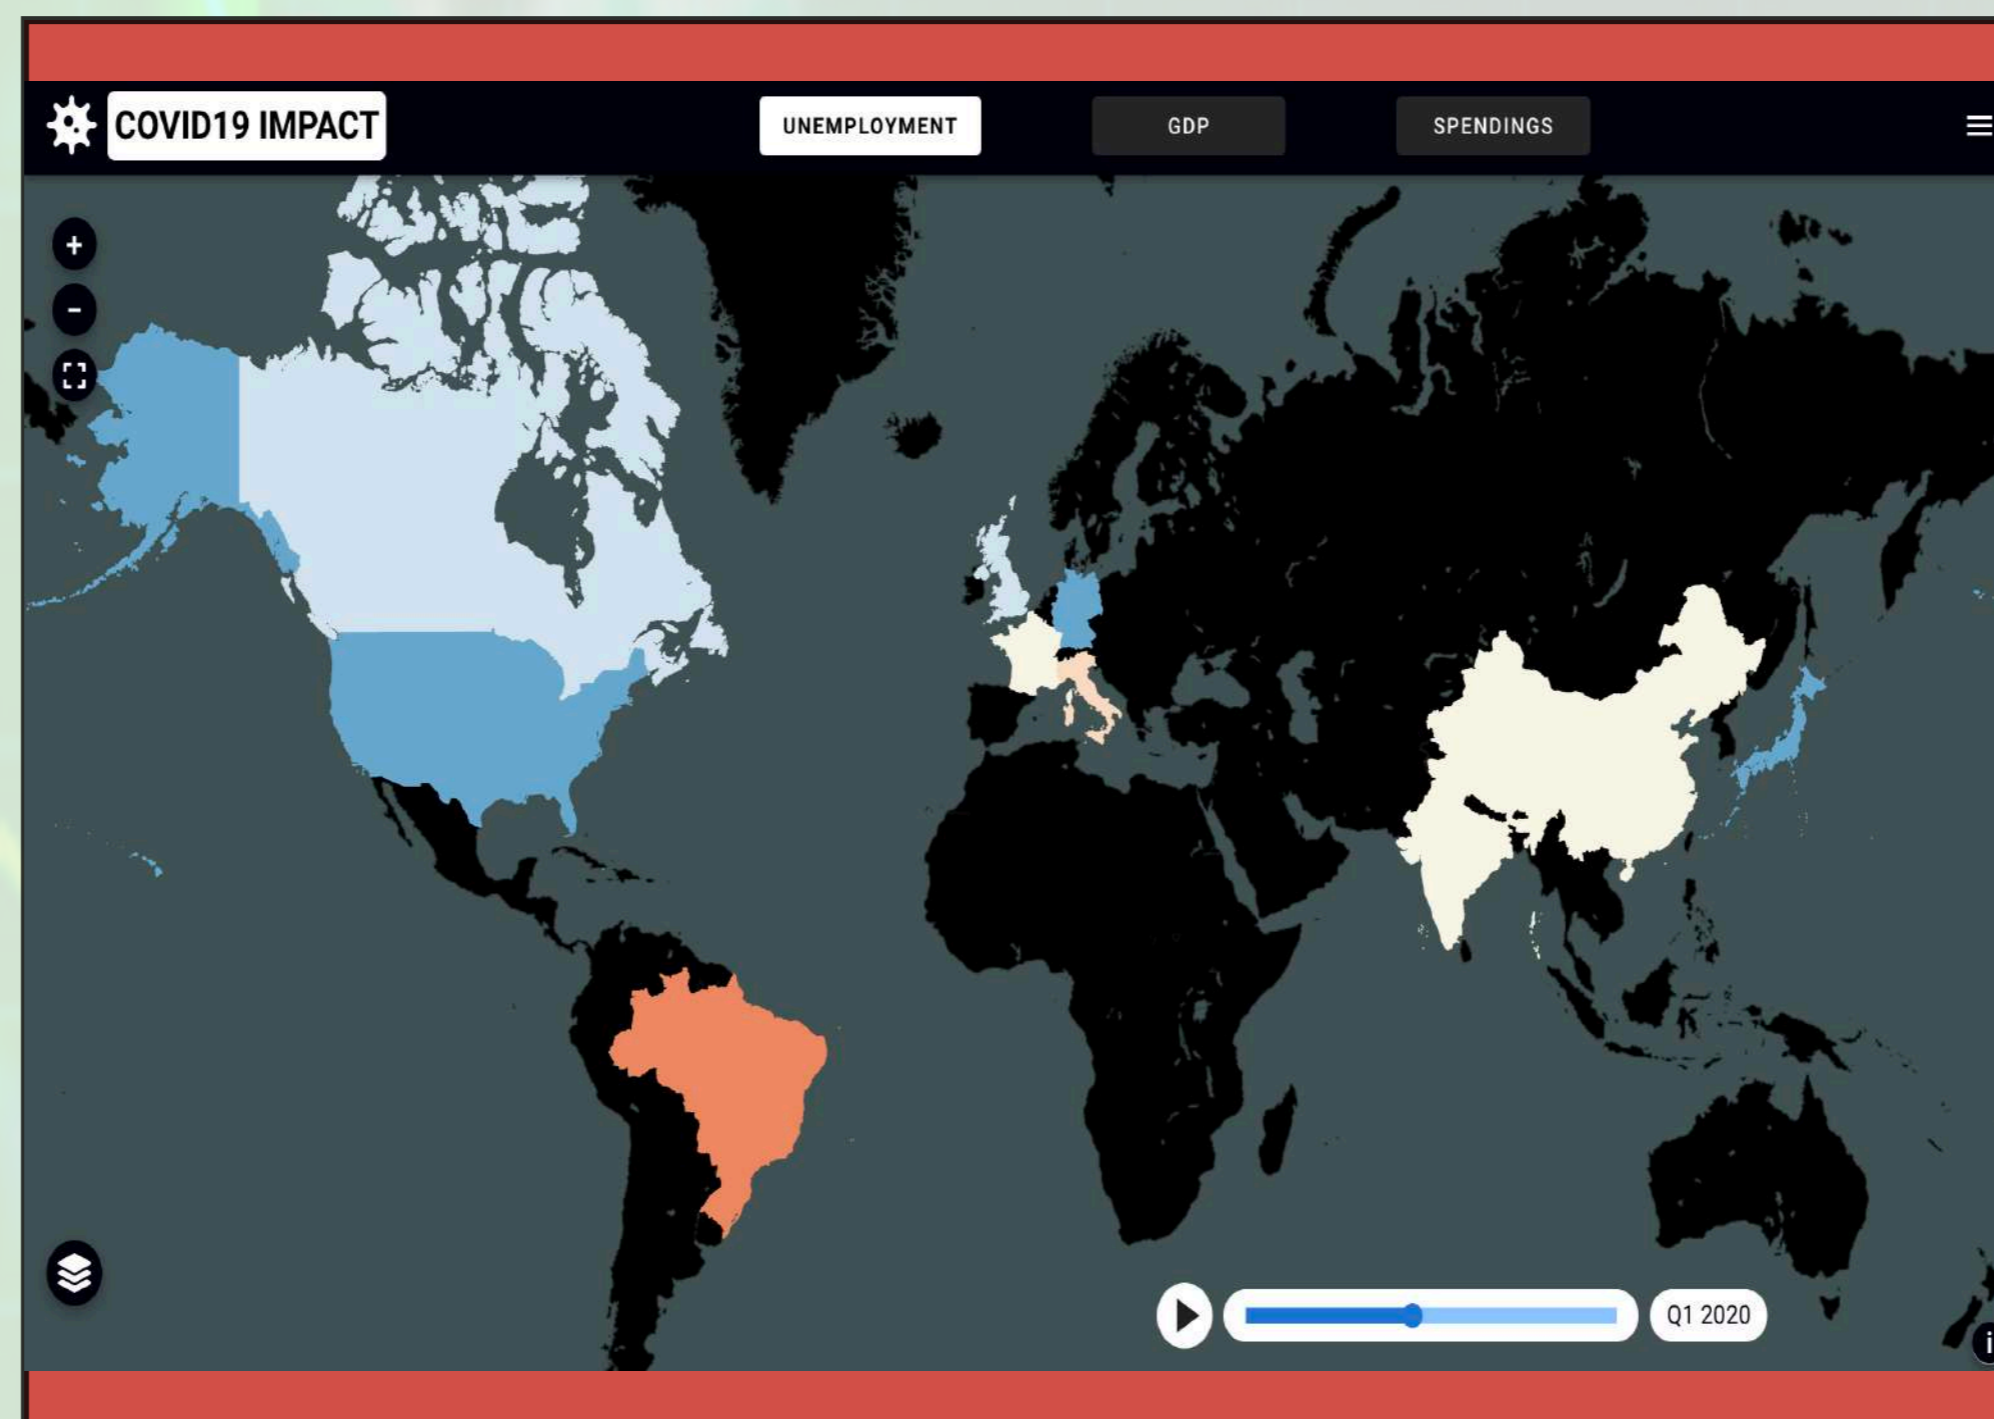 COVID19 IMPACT
UNEMPLOYMENT
GDP
SPENDINGS
+
-
Q1 2020
i